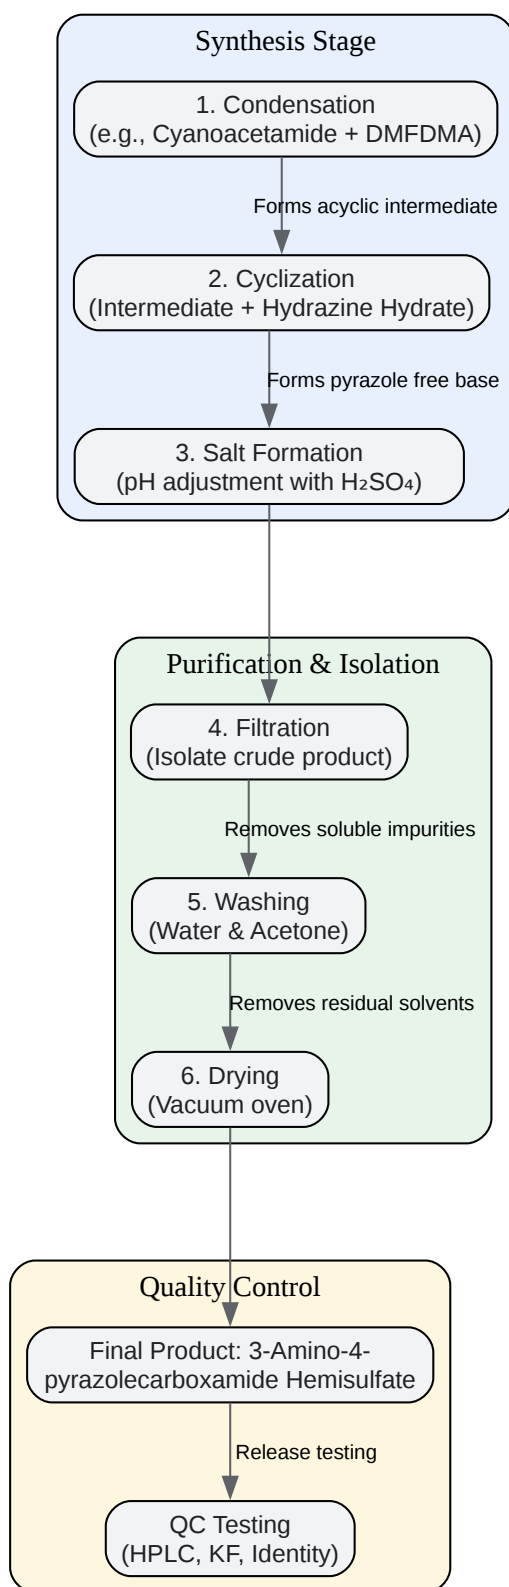 Synthesis Stage
1. Condensation
(e.g., Cyanoacetamide + DMFDMA)
Forms acyclic intermediate
2. Cyclization
(Intermediate + Hydrazine Hydrate)
Forms pyrazole free base
3. Salt Formation
(pH adjustment with H₂SO₄)
Purification & Isolation
4. Filtration
(Isolate crude product)
Removes soluble impurities
5. Washing
(Water & Acetone)
Removes residual solvents
6. Drying
(Vacuum oven)
Quality Control
Final Product: 3-Amino-4-
pyrazolecarboxamide Hemisulfate
Release testing
QC Testing
(HPLC, KF, Identity)